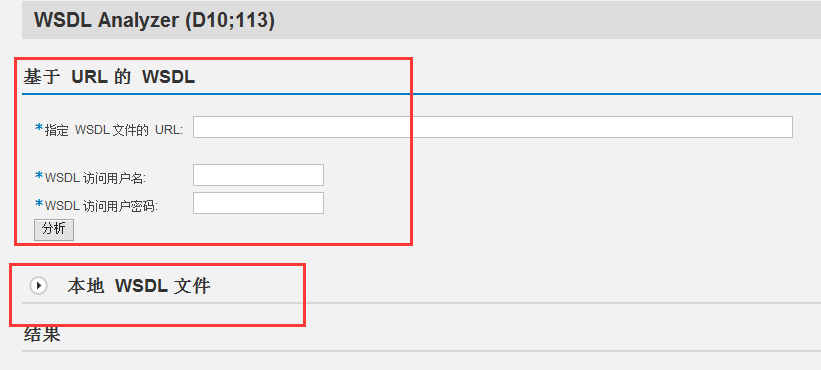 WSDL Analyzer (D10;113)
基于 URL 的 WSDL
*指定 WSDL 文件的 URL:
*WSDL 访问用户名:
*WSDL 访问用户密码:
分析
本地 WSDL 文件
结果